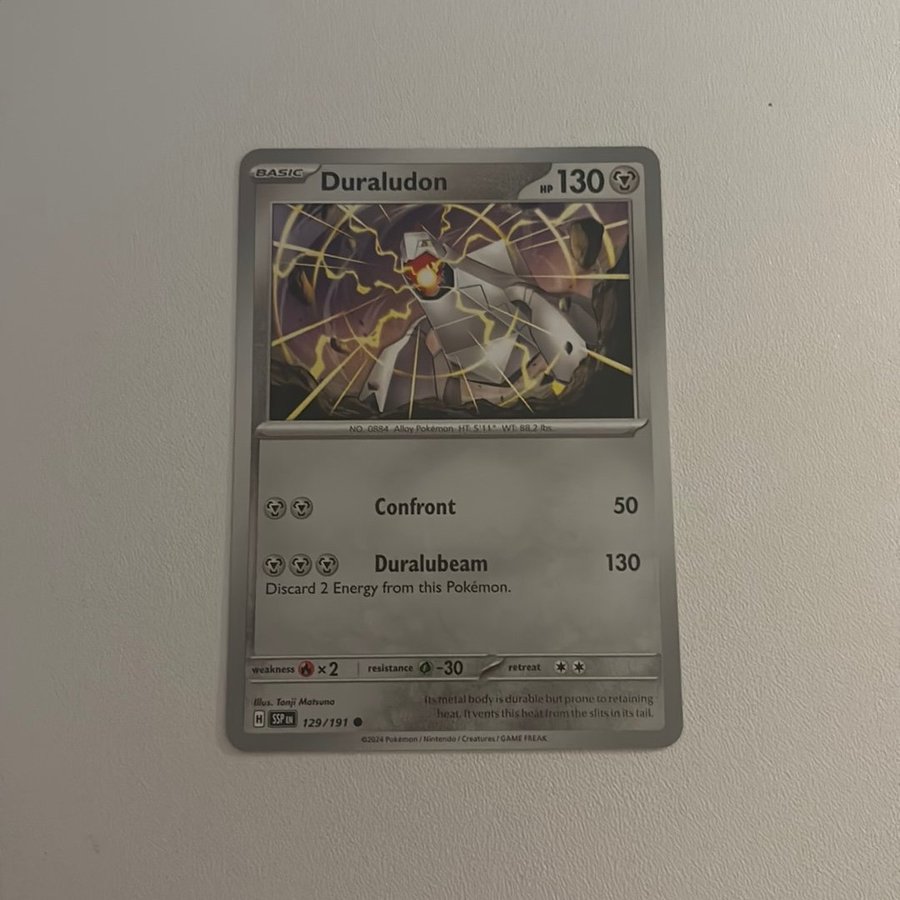 BASIC Duraludon HP 130
NO. 0884 Alloy Pokémon HT: 5'11" WT: 88.2 lbs.
Confront 50
Duralubeam 130
Discard 2 Energy from this Pokémon.
weakness ×2 resistance -30 retreat
Illus. Tonji Matsuno
Its metal body is durable but prone to retaining
heat. It vents this heat from the slits in its tail.
H SSP EN 129/191
©2024 Pokémon / Nintendo / Creatures / GAME FREAK